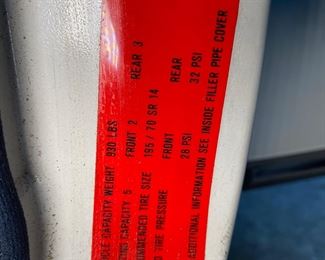 CLE CAPACITY WEIGHT 930 LBS
ING CAPACITY 5 FRONT 2 REAR 3
OMMENDED TIRE SIZE 195 / 70 SR 14
D TIRE PRESSURE FRONT REAR
28 PSI 32 PSI
ADDITIONAL INFORMATION SEE INSIDE FILLER PIPE COVER